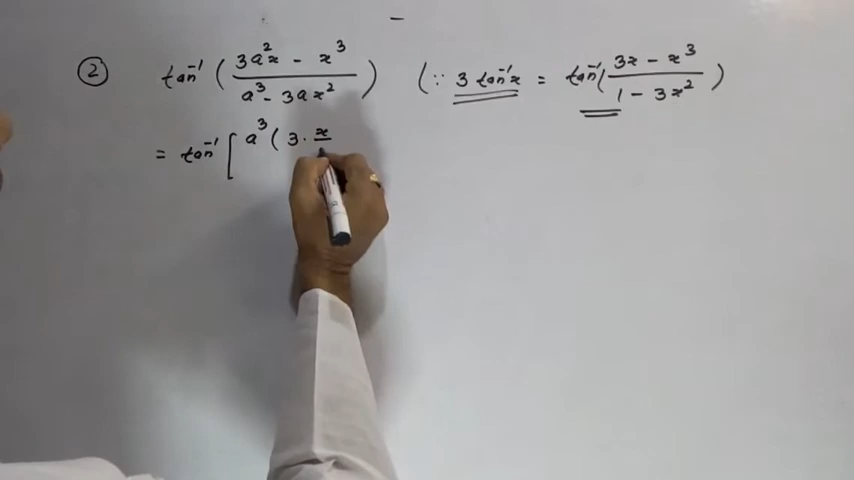 ② tan⁻¹ ( (3a²x - x³) / (a³ - 3ax²) ) (∵ 3 tan⁻¹x = tan⁻¹( (3x - x³) / (1 - 3x²) )
= tan⁻¹ [ a³ ( 3 . x